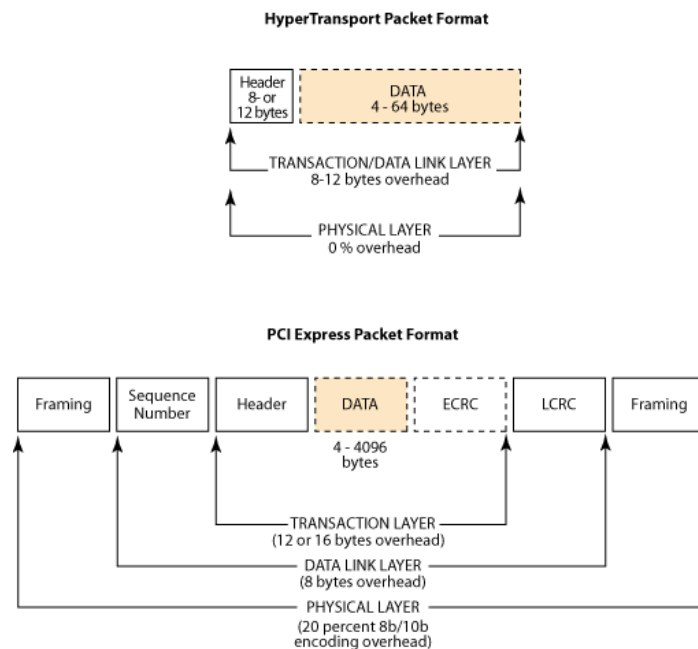 HyperTransport Packet Format
Header
8- or
12 bytes
DATA
4 - 64 bytes
TRANSACTION/DATA LINK LAYER
8-12 bytes overhead
PHYSICAL LAYER
0 % overhead
PCI Express Packet Format
Framing
Sequence
Number
Header
DATA
ECRC
LCRC
Framing
4 - 4096
bytes
TRANSACTION LAYER
(12 or 16 bytes overhead)
DATA LINK LAYER
(8 bytes overhead)
PHYSICAL LAYER
(20 percent 8b/10b
encoding overhead)